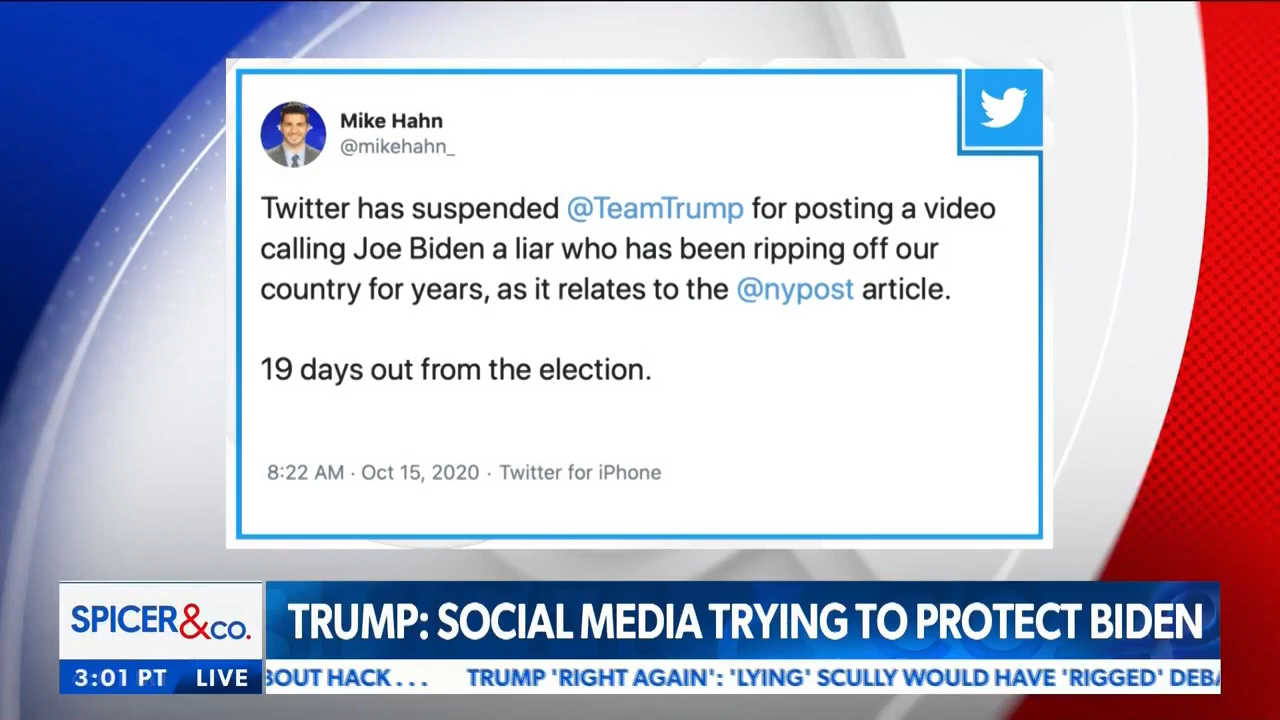 Mike Hahn
@mikehahn_
Twitter has suspended @TeamTrump for posting a video
calling Joe Biden a liar who has been ripping off our
country for years, as it relates to the @nypost article.
19 days out from the election.
8:22 AM · Oct 15, 2020 · Twitter for iPhone
SPICER&CO.
TRUMP: SOCIAL MEDIA TRYING TO PROTECT BIDEN
3:01 PT LIVE
HACK... TRUMP 'RIGHT AGAIN': 'LYING' SCULLY WOULD HAVE 'RIGGED'